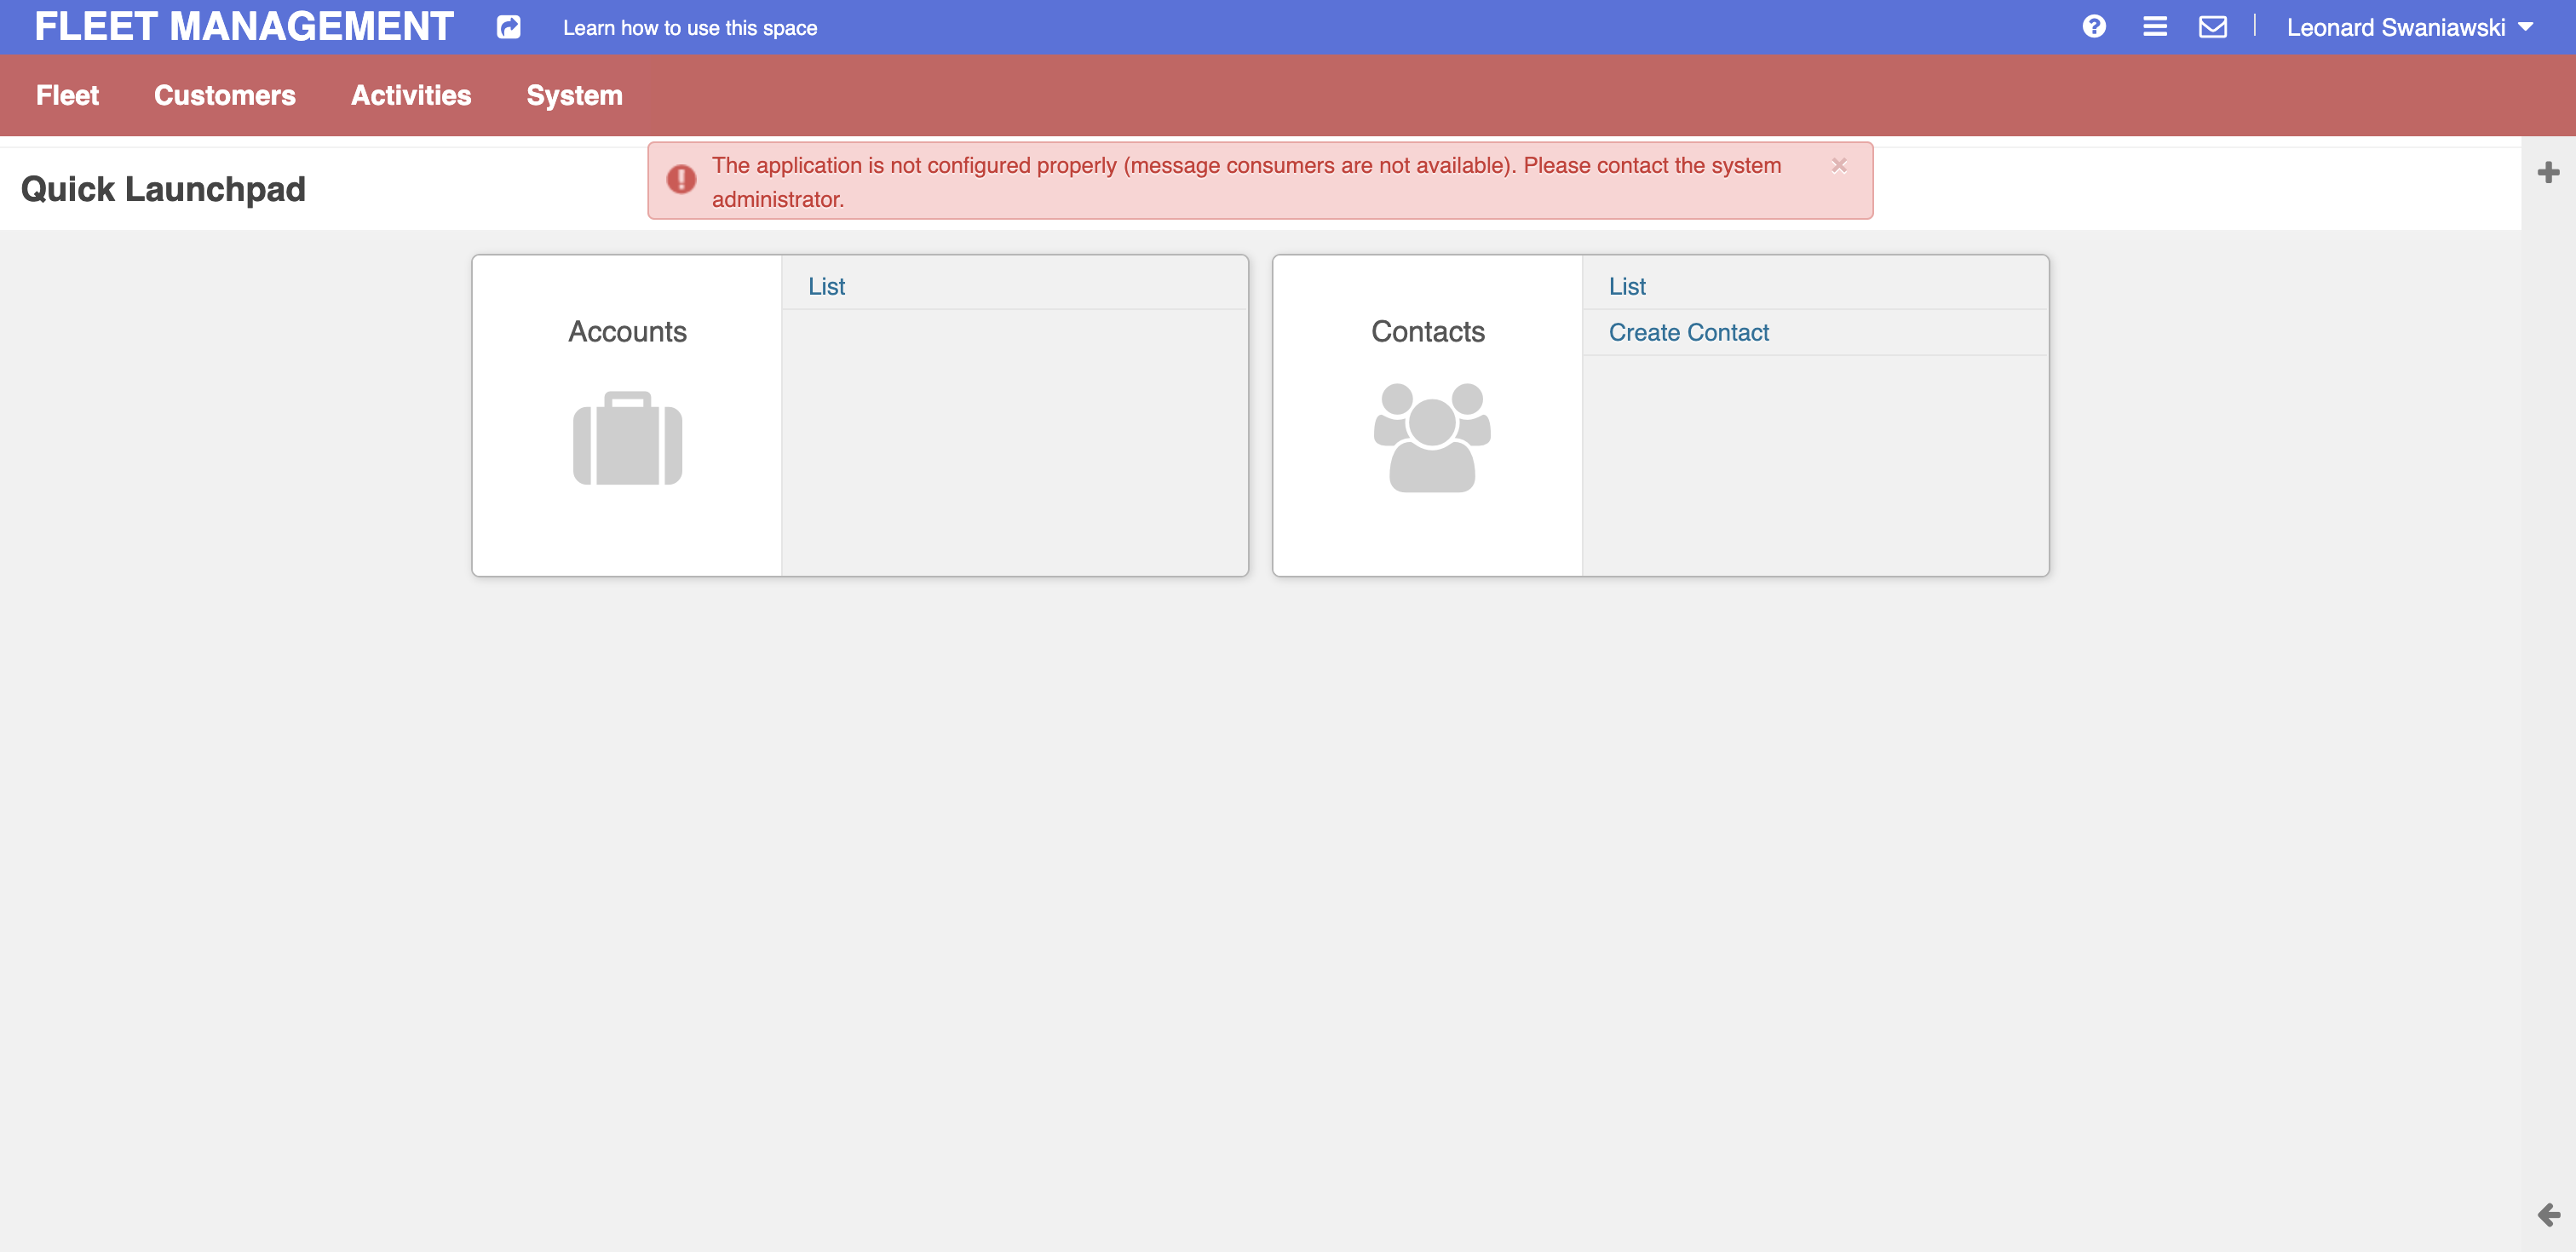 FLEET MANAGEMENT
Learn how to use this space
Leonard Swaniawski
Fleet
Customers
Activities
System
Quick Launchpad
The application is not configured properly (message consumers are not available). Please contact the system
administrator.
Accounts
List
Contacts
List
Create Contact